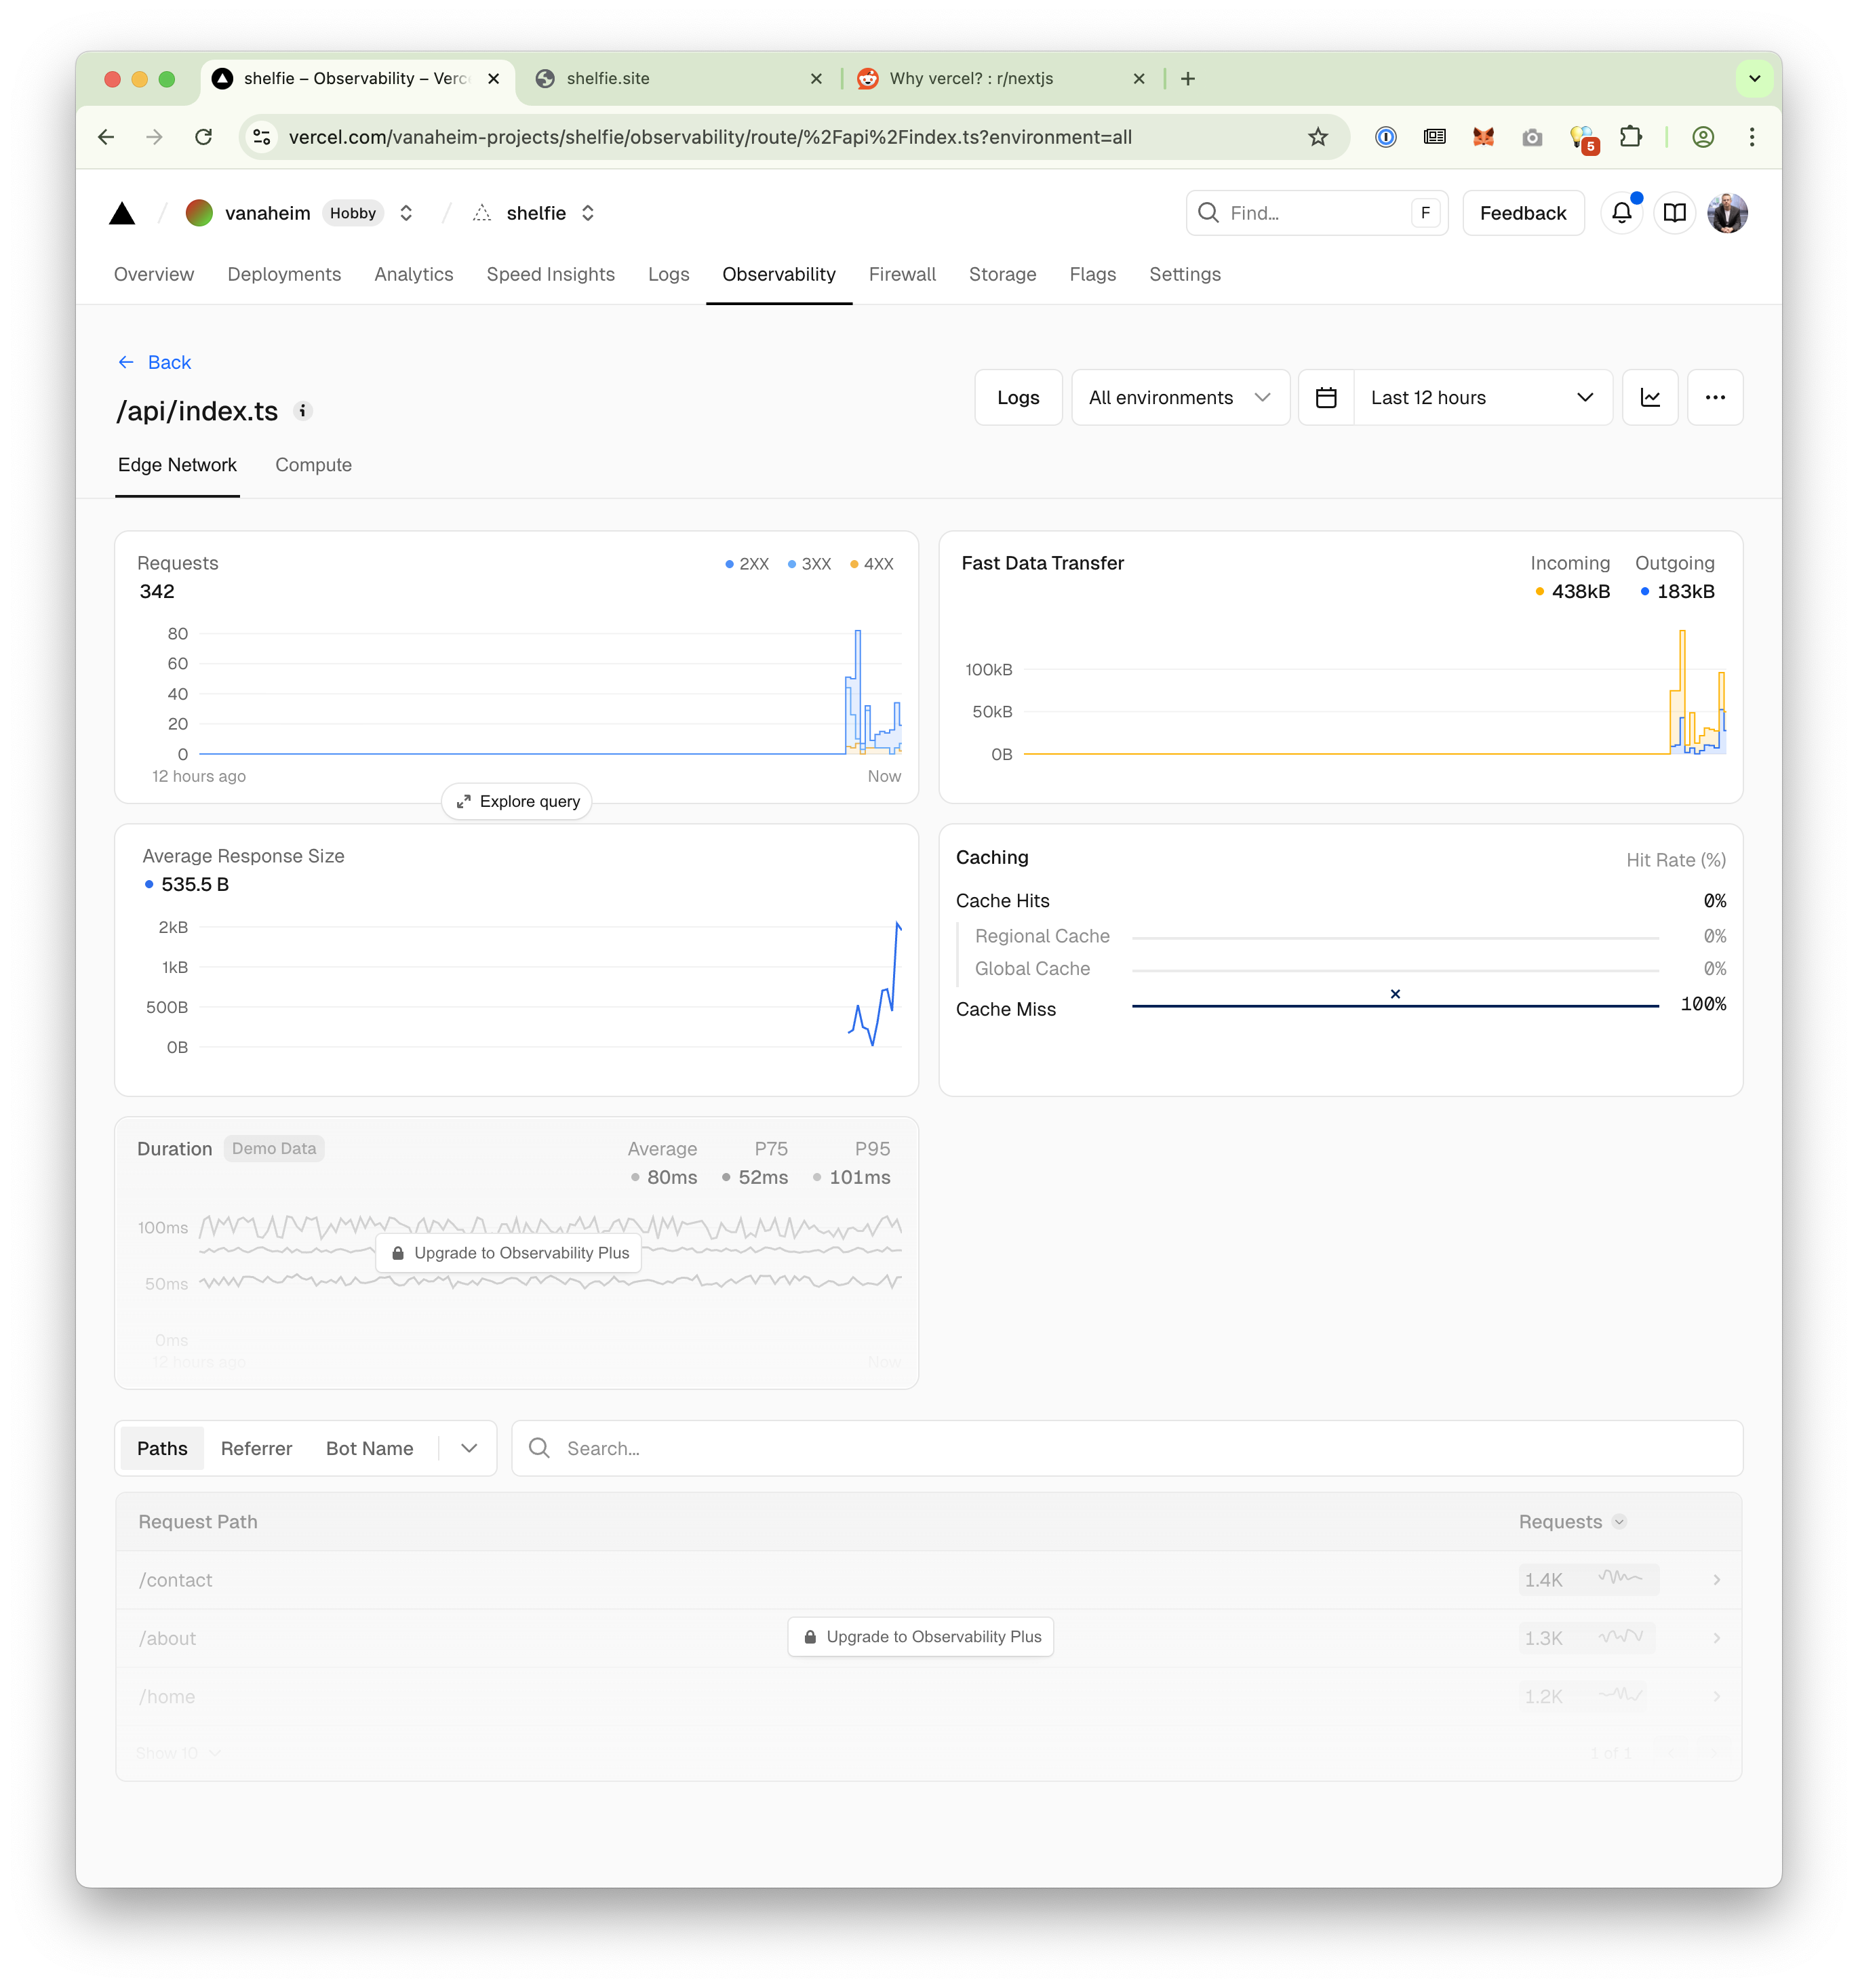 shelfie – Observability – Verc
shelfie.site
Why vercel? : r/nextjs
vercel.com/vanaheim-projects/shelfie/observability/route/%2Fapi%2Findex.ts?environment=all
5
vanaheim Hobby
shelfie
Find...
F
Feedback
Overview Deployments Analytics Speed Insights Logs Observability Firewall Storage Flags Settings
← Back
/api/index.ts
Logs
All environments
Last 12 hours
Edge Network Compute
Requests
342
2XX 3XX 4XX
80
60
40
20
0
12 hours ago
Now
Explore query
Fast Data Transfer
Incoming
438kB
Outgoing
183kB
100kB
50kB
0B
Average Response Size
535.5 B
2kB
1kB
500B
0B
Caching
Hit Rate (%)
Cache Hits 0%
Regional Cache 0%
Global Cache 0%
Cache Miss 100%
Duration Demo Data
Average P75 P95
80ms 52ms 101ms
100ms
50ms
0ms
12 hours ago
Now
Upgrade to Observability Plus
Paths Referrer Bot Name
Search...
Request Path Requests
/contact 1.4K
/about 1.3K
Upgrade to Observability Plus
/home 1.2K
Show 10
1 of 1